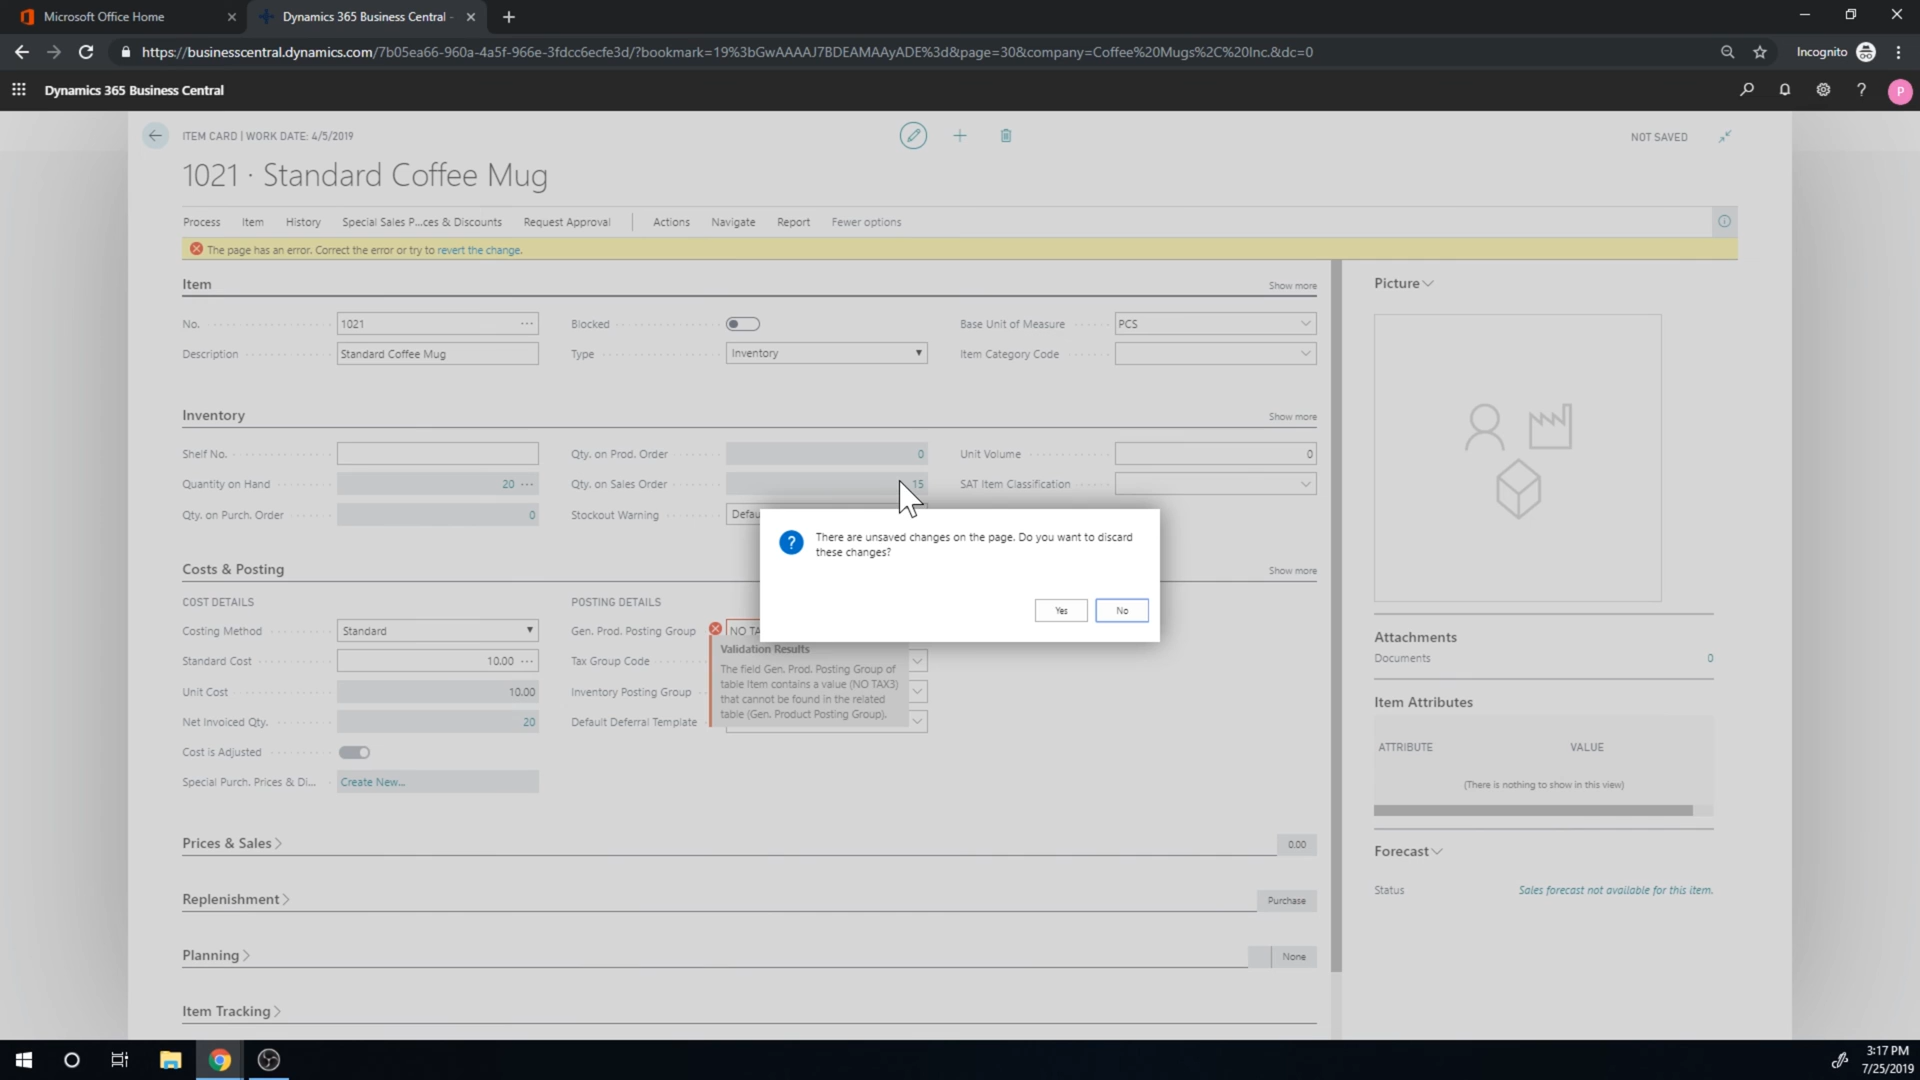 Microsoft Office Home
Dynamics 365 Business Central -
https://businesscentral.dynamics.com/7b05ea66-960a-4a5f-966e-3fdcc6ecfe3d/?bookmark=19%3bGwAAAAJ7BDEAMAAyADE%3d&page=30&company=Coffee%20Mugs%2C%20Inc.&dc=0
Incognito
Dynamics 365 Business Central
P
ITEM CARD | WORK DATE: 4/5/2019
NOT SAVED
1021 · Standard Coffee Mug
Process Item History Special Sales P...ces & Discounts Request Approval Actions Navigate Report Fewer options
The page has an error. Correct the error or try to revert the change.
Item
Show more
No. 1021
Blocked
Base Unit of Measure PCS
Description Standard Coffee Mug
Type Inventory
Item Category Code
Inventory
Show more
Shelf No.
Qty. on Prod. Order 0
Unit Volume 0
Quantity on Hand 20
Qty. on Sales Order 15
SAT Item Classification
Qty. on Purch. Order 0
Stockout Warning Defau
There are unsaved changes on the page. Do you want to discard
these changes?
Yes No
Costs & Posting
Show more
COST DETAILS
POSTING DETAILS
Costing Method Standard
Gen. Prod. Posting Group NO TA
Standard Cost 10.00
Tax Group Code
Unit Cost 10.00
Inventory Posting Group
Net Invoiced Qty. 20
Default Deferral Template
Validation Results
The field Gen. Prod. Posting Group of
table Item contains a value (NO TAX3)
that cannot be found in the related
table (Gen. Product Posting Group).
Cost is Adjusted
Special Purch. Prices & Di... Create New...
Prices & Sales 0.00
Replenishment Purchase
Planning None
Item Tracking
Picture
Attachments
Documents 0
Item Attributes
ATTRIBUTE VALUE
(There is nothing to show in this view)
Forecast
Status Sales forecast not available for this item.
3:17 PM
7/25/2019